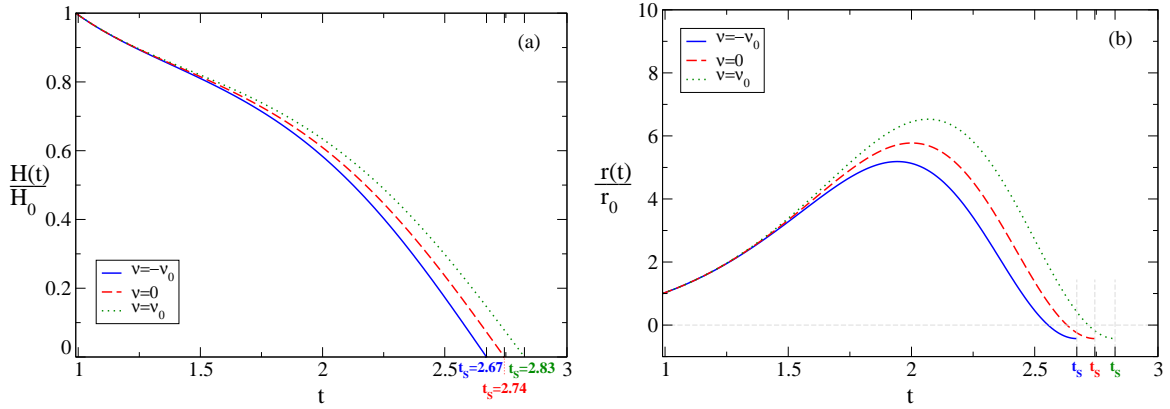 (a)
H(t)
H₀
1
0.8
0.6
0.4
0.2
0
ν=−ν₀
ν=0
ν=ν₀
1 1.5 2 2.5 3
tₛ=2.67 tₛ=2.83
tₛ=2.74
t
(b)
r(t)
r₀
10
8
6
4
2
0
ν=−ν₀
ν=0
ν=ν₀
tₛ tₛ tₛ
1 1.5 2 2.5 3
t